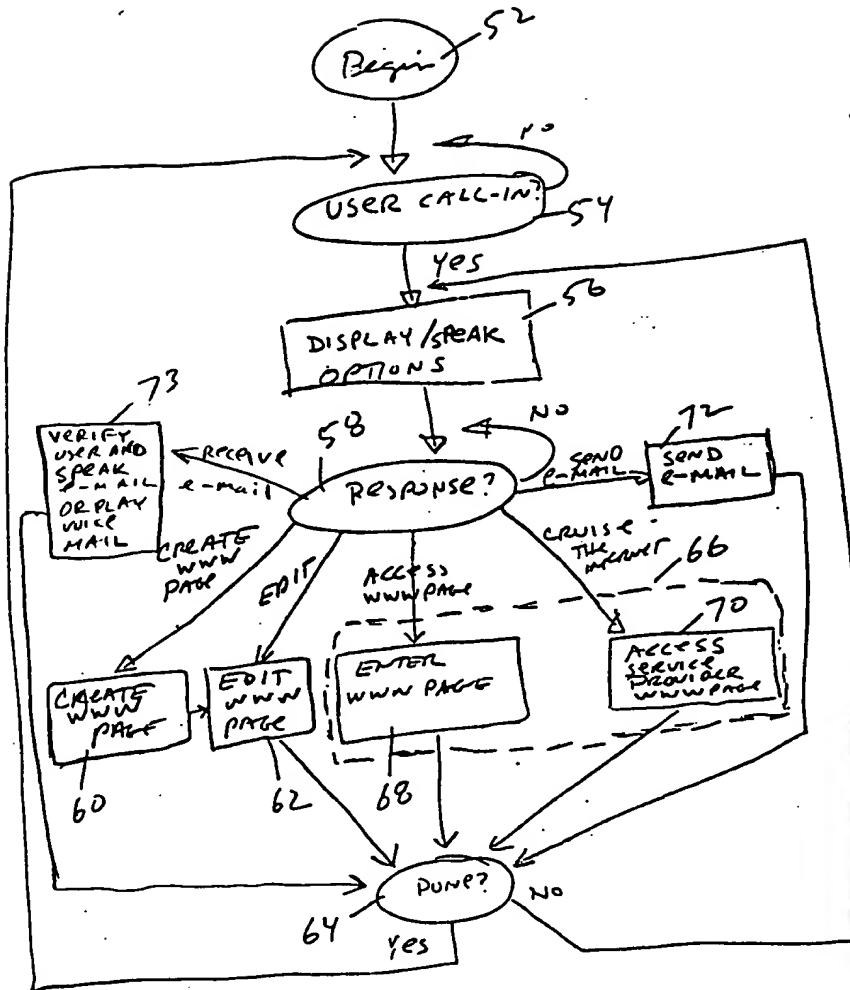 52
Begin
NO
USER CALL-IN?
54
Yes
56
DISPLAY/SPEAK
OPTIONS
73
VERIFY
USER AND
SPEAK
e-MAIL
OR PLAY
VOICE
MAIL
RECEIVE
e-mail
58
RESPONSE?
NO
SEND
e-MAIL
72
SEND
e-MAIL
CREATE
WWW
PAGE
EDIT
ACCESS
WWW PAGE
CRUISE
THE
INTERNET
66
70
ACCESS
SERVICE
PROVIDER
WWW PAGE
CREATE
WWW
PAGE
EDIT
WWW
PAGE
ENTER
WWW PAGE
60
62
68
DONE?
NO
64
Yes